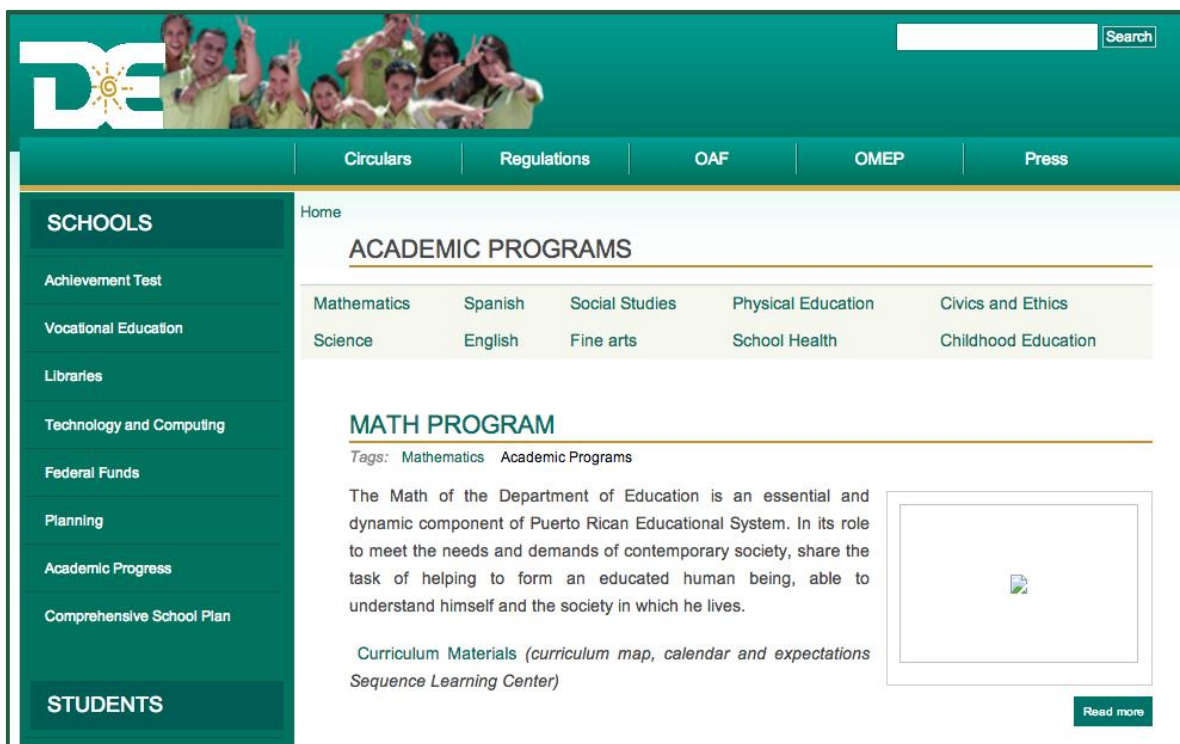 DE
Search
Circulars Regulations OAF OMEP Press
SCHOOLS
Achievement Test
Vocational Education
Libraries
Technology and Computing
Federal Funds
Planning
Academic Progress
Comprehensive School Plan
STUDENTS
Home
ACADEMIC PROGRAMS
Mathematics Spanish Social Studies Physical Education Civics and Ethics
Science English Fine arts School Health Childhood Education
MATH PROGRAM
Tags: Mathematics Academic Programs
The Math of the Department of Education is an essential and
dynamic component of Puerto Rican Educational System. In its role
to meet the needs and demands of contemporary society, share the
task of helping to form an educated human being, able to
understand himself and the society in which he lives.
Curriculum Materials (curriculum map, calendar and expectations
Sequence Learning Center)
Read more